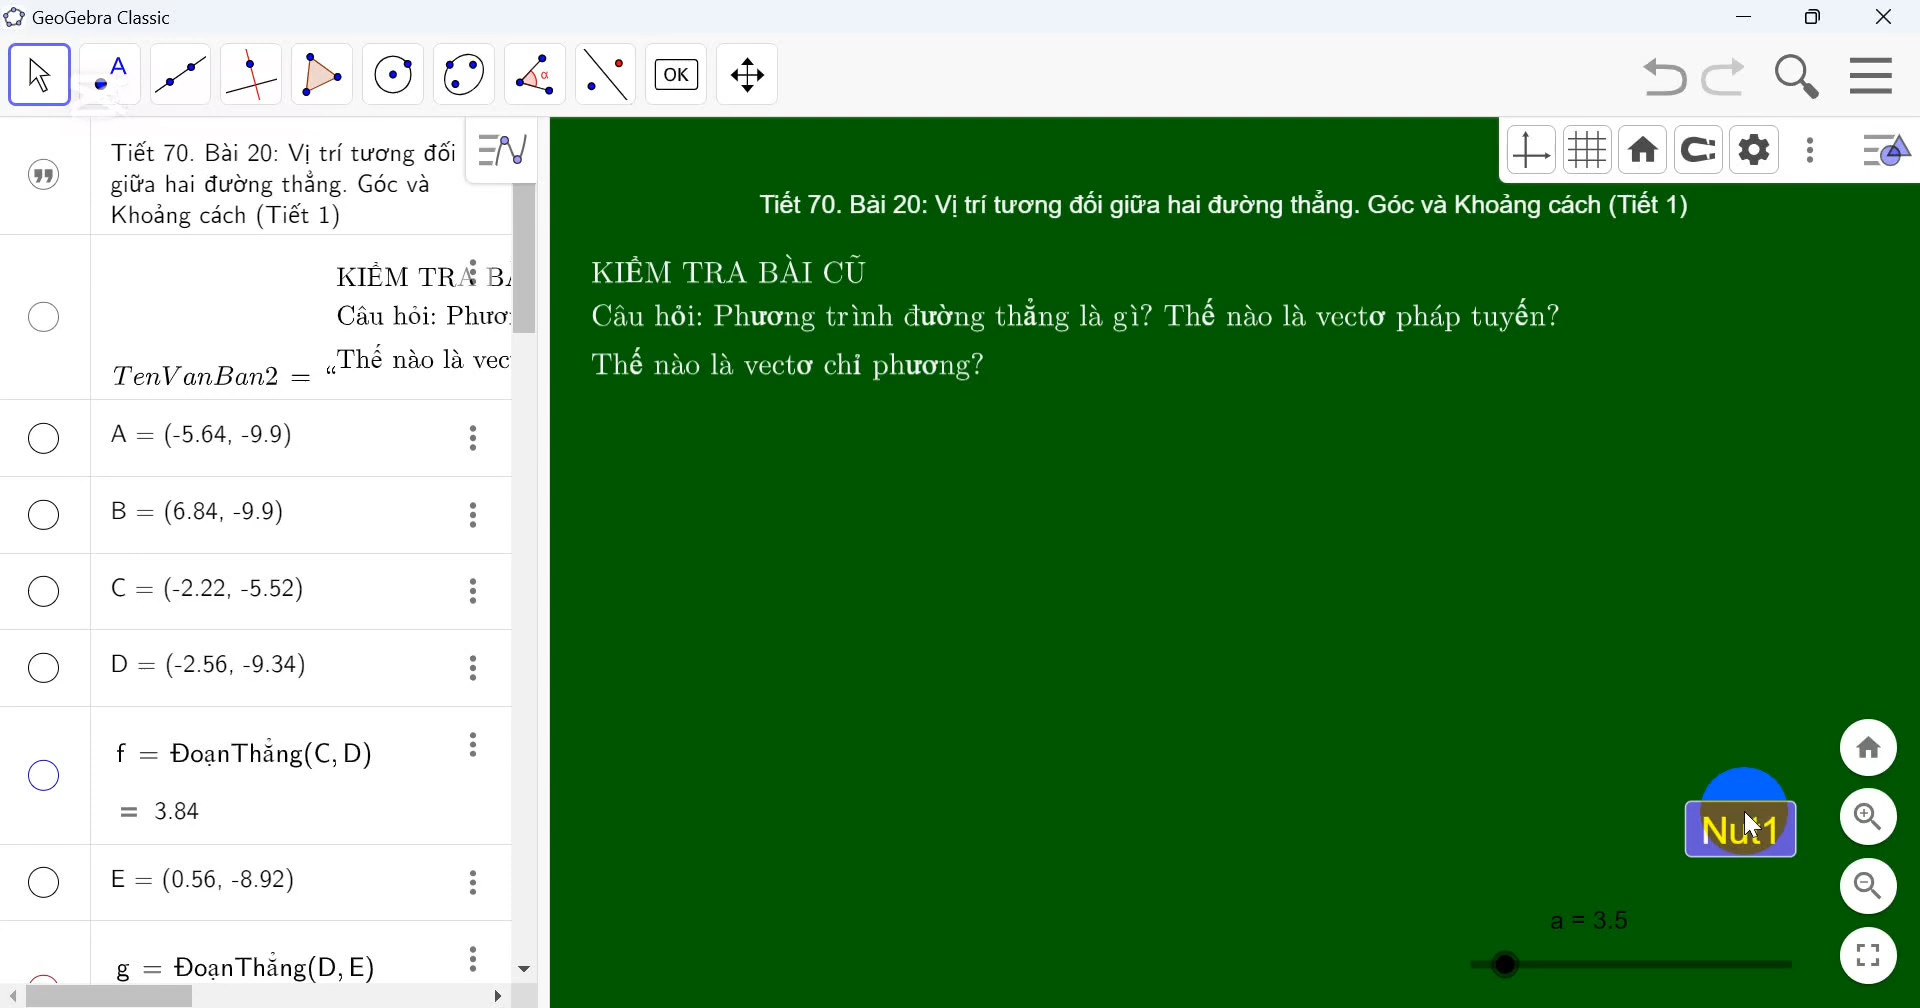 GeoGebra Classic
A
α
OK
Tiết 70. Bài 20: Vị trí tương đối
giữa hai đường thẳng. Góc và
Khoảng cách (Tiết 1)
KIỂM TRA BÀ
Câu hỏi: Phươ
Thế nào là vec
TenVanBan2 = “
A = (-5.64, -9.9)
B = (6.84, -9.9)
C = (-2.22, -5.52)
D = (-2.56, -9.34)
f = ĐoạnThẳng(C, D)
= 3.84
E = (0.56, -8.92)
g = ĐoạnThẳng(D, E)
Tiết 70. Bài 20: Vị trí tương đối giữa hai đường thẳng. Góc và Khoảng cách (Tiết 1)
KIỂM TRA BÀI CŨ
Câu hỏi: Phương trình đường thẳng là gì? Thế nào là vectơ pháp tuyến?
Thế nào là vectơ chỉ phương?
Nut1
a = 3.5